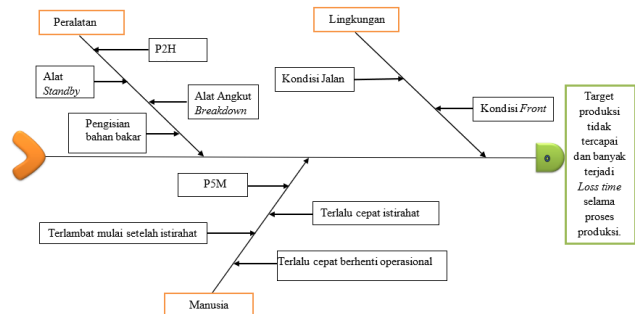 Peralatan
Lingkungan
P2H
Alat
Standby
Alat Angkut
Breakdown
Pengisian
bahan bakar
Kondisi Jalan
Kondisi Front
Target
produksi
tidak
tercapai
dan banyak
terjadi
Loss time
selama
proses
produksi.
P5M
Terlalu cepat istirahat
Terlambat mulai setelah istirahat
Terlalu cepat berhenti operasional
Manusia